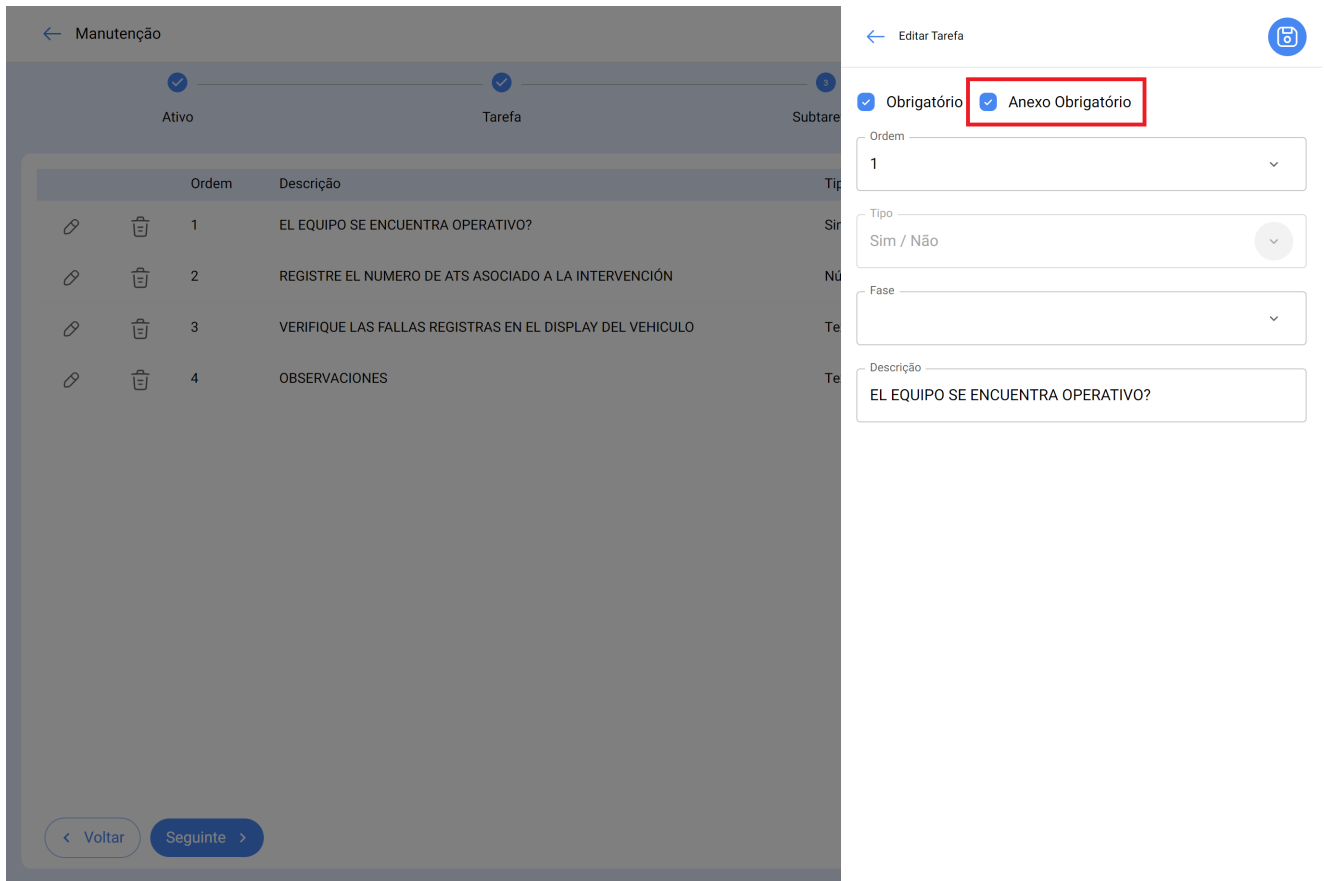 Manutenção
Ativo
Tarefa
3
Subtare
Ordem Descrição Tip
1 EL EQUIPO SE ENCUENTRA OPERATIVO? Sir
2 REGISTRE EL NUMERO DE ATS ASOCIADO A LA INTERVENCIÓN Nú
3 VERIFIQUE LAS FALLAS REGISTRAS EN EL DISPLAY DEL VEHICULO Te
4 OBSERVACIONES Te
Voltar
Seguinte
Editar Tarefa
Obrigatório Anexo Obrigatório
Ordem
1
Tipo
Sim / Não
Fase
Descrição
EL EQUIPO SE ENCUENTRA OPERATIVO?